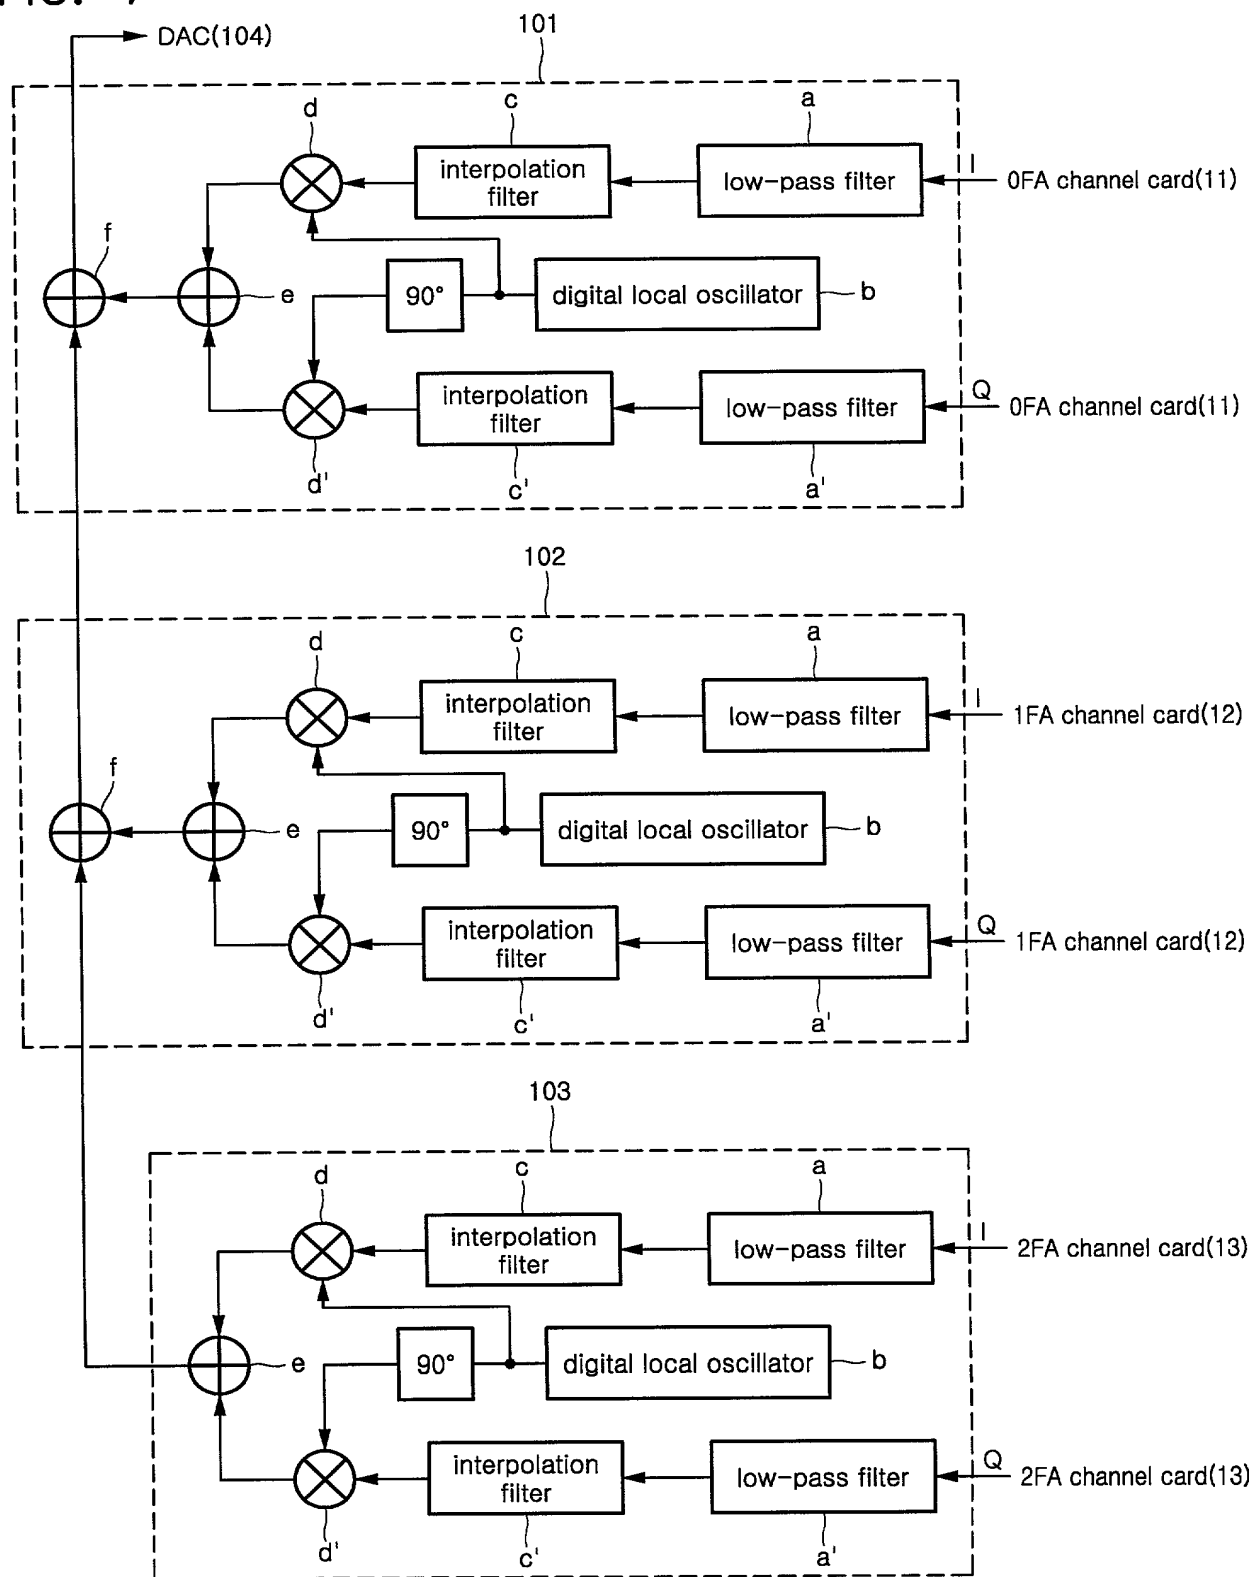 DAC(104)
101
d
c
a
interpolation
filter
low-pass filter
I
0FA channel card(11)
f
e
90°
digital local oscillator
b
interpolation
filter
low-pass filter
Q
0FA channel card(11)
d'
c'
a'
102
d
c
a
interpolation
filter
low-pass filter
I
1FA channel card(12)
f
e
90°
digital local oscillator
b
interpolation
filter
low-pass filter
Q
1FA channel card(12)
d'
c'
a'
103
d
c
a
interpolation
filter
low-pass filter
I
2FA channel card(13)
e
90°
digital local oscillator
b
interpolation
filter
low-pass filter
Q
2FA channel card(13)
d'
c'
a'